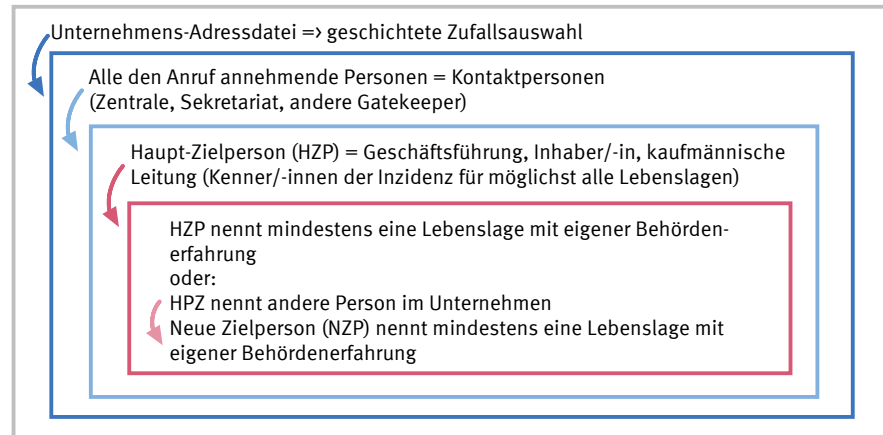 Unternehmens-Adressdatei => geschichtete Zufallsauswahl
Alle den Anruf annehmende Personen = Kontaktpersonen
(Zentrale, Sekretariat, andere Gatekeeper)
Haupt-Zielperson (HZP) = Geschäftsführung, Inhaber/-in, kaufmännische
Leitung (Kenner/-innen der Inzidenz für möglichst alle Lebenslagen)
HZP nennt mindestens eine Lebenslage mit eigener Behörden-
erfahrung
oder:
HPZ nennt andere Person im Unternehmen
Neue Zielperson (NZP) nennt mindestens eine Lebenslage mit
eigener Behördenerfahrung